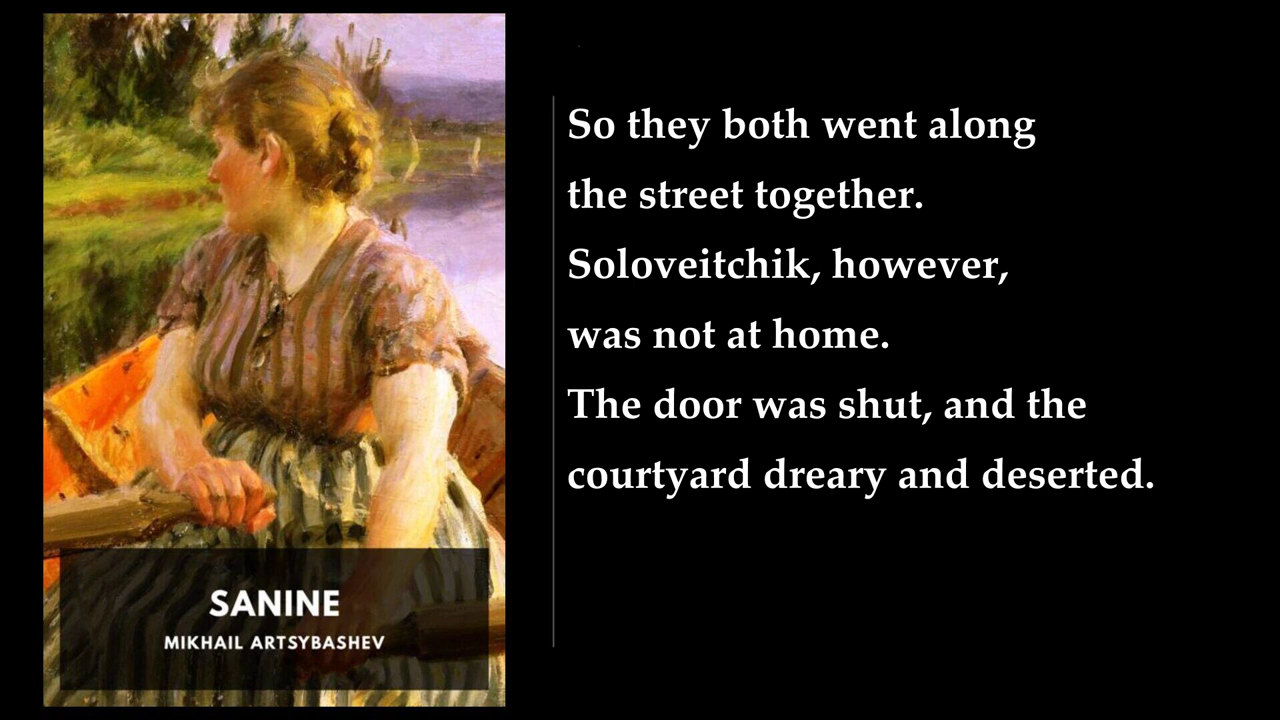 SANINE
MIKHAIL ARTSYBASHEV
So they both went along
the street together.
Soloveitchik, however,
was not at home.
The door was shut, and the
courtyard dreary and deserted.